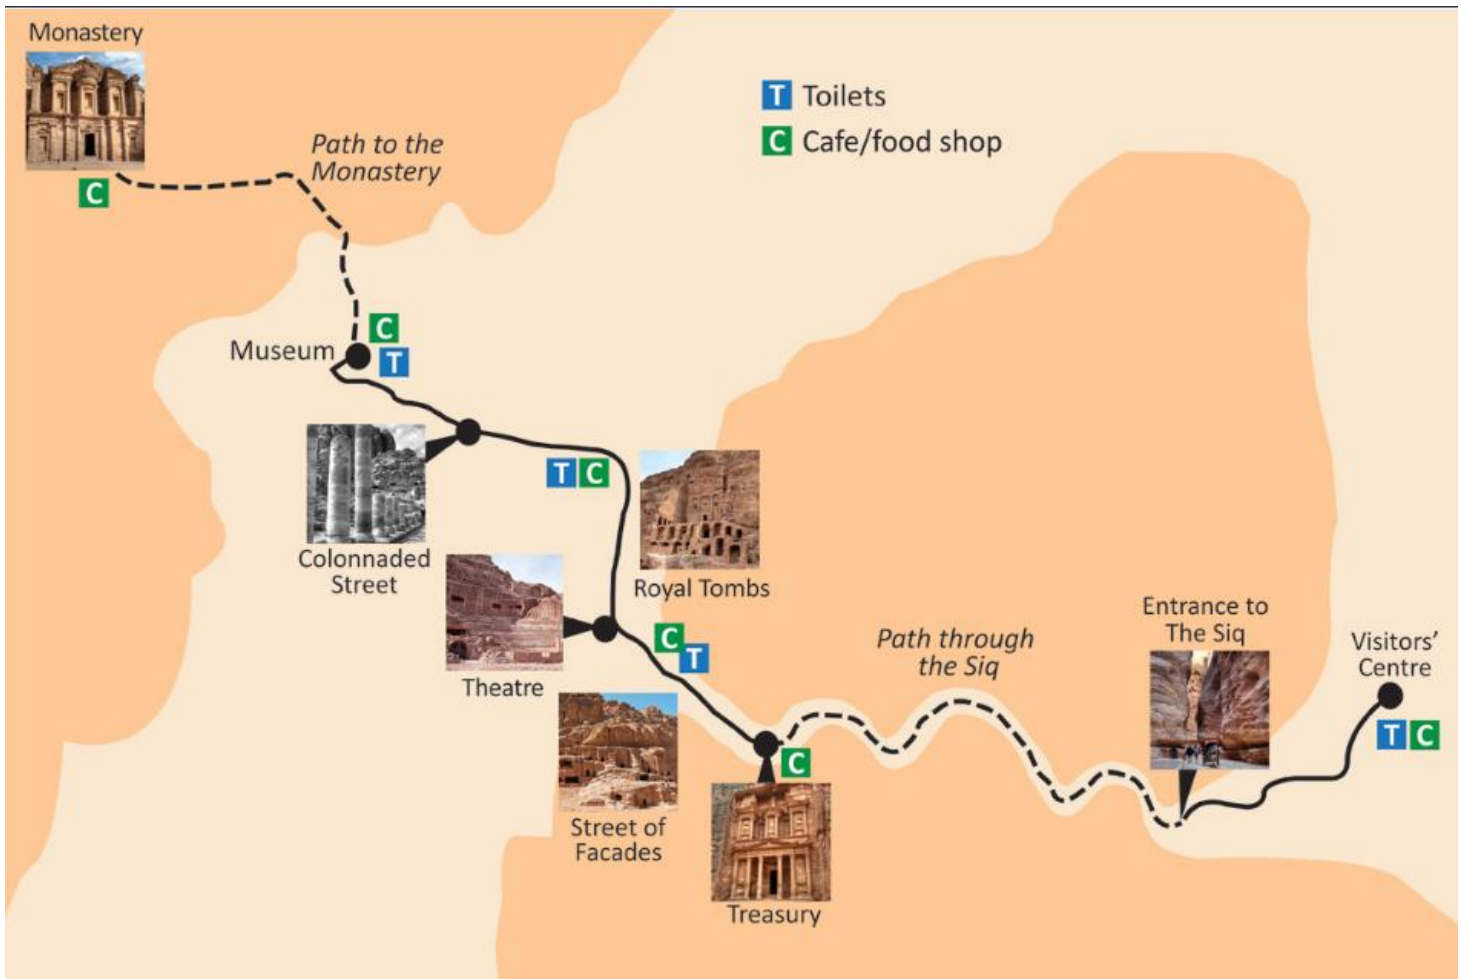 Monastery
C
Path to the
Monastery
T Toilets
C Cafe/food shop
C
Museum
T
T C
Colonnaded
Street
Royal Tombs
C
T
Theatre
Path through
the Siq
Entrance to
The Siq
Visitors'
Centre
T C
C
Street of
Facades
Treasury